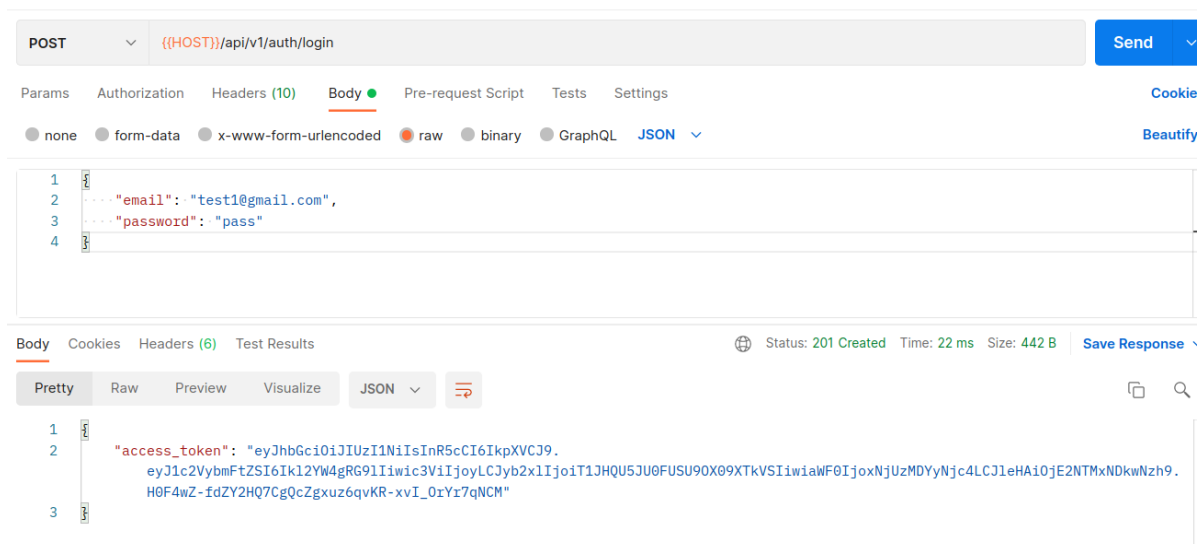 POST {{HOST}}/api/v1/auth/login Send
Params Authorization Headers (10) Body Pre-request Script Tests Settings Cookie
none form-data x-www-form-urlencoded raw binary GraphQL JSON Beautify
1 {
2 "email": "test1@gmail.com",
3 "password": "pass"
4 }
Body Cookies Headers (6) Test Results Status: 201 Created Time: 22 ms Size: 442 B Save Response
Pretty Raw Preview Visualize JSON
1 {
2 "access_token": "eyJhbGciOiJIUzI1NiIsInR5cCI6IkpXVCJ9.
eyJ1c2VybmFtZSI6Ikl2YW4gRG9lIiwic3ViIjoyLCJyb2xlIjoiT1JHQU5JU0FUSU9OX09XTkVSIiwiaWF0IjoxNjUzMDYyNjc4LCJleHAiOjE2NTMxNDkwNzh9.
H0F4wZ-fdZY2HQ7CgQcZgxuz6qvKR-xvI_OrYr7qNCM"
3 }